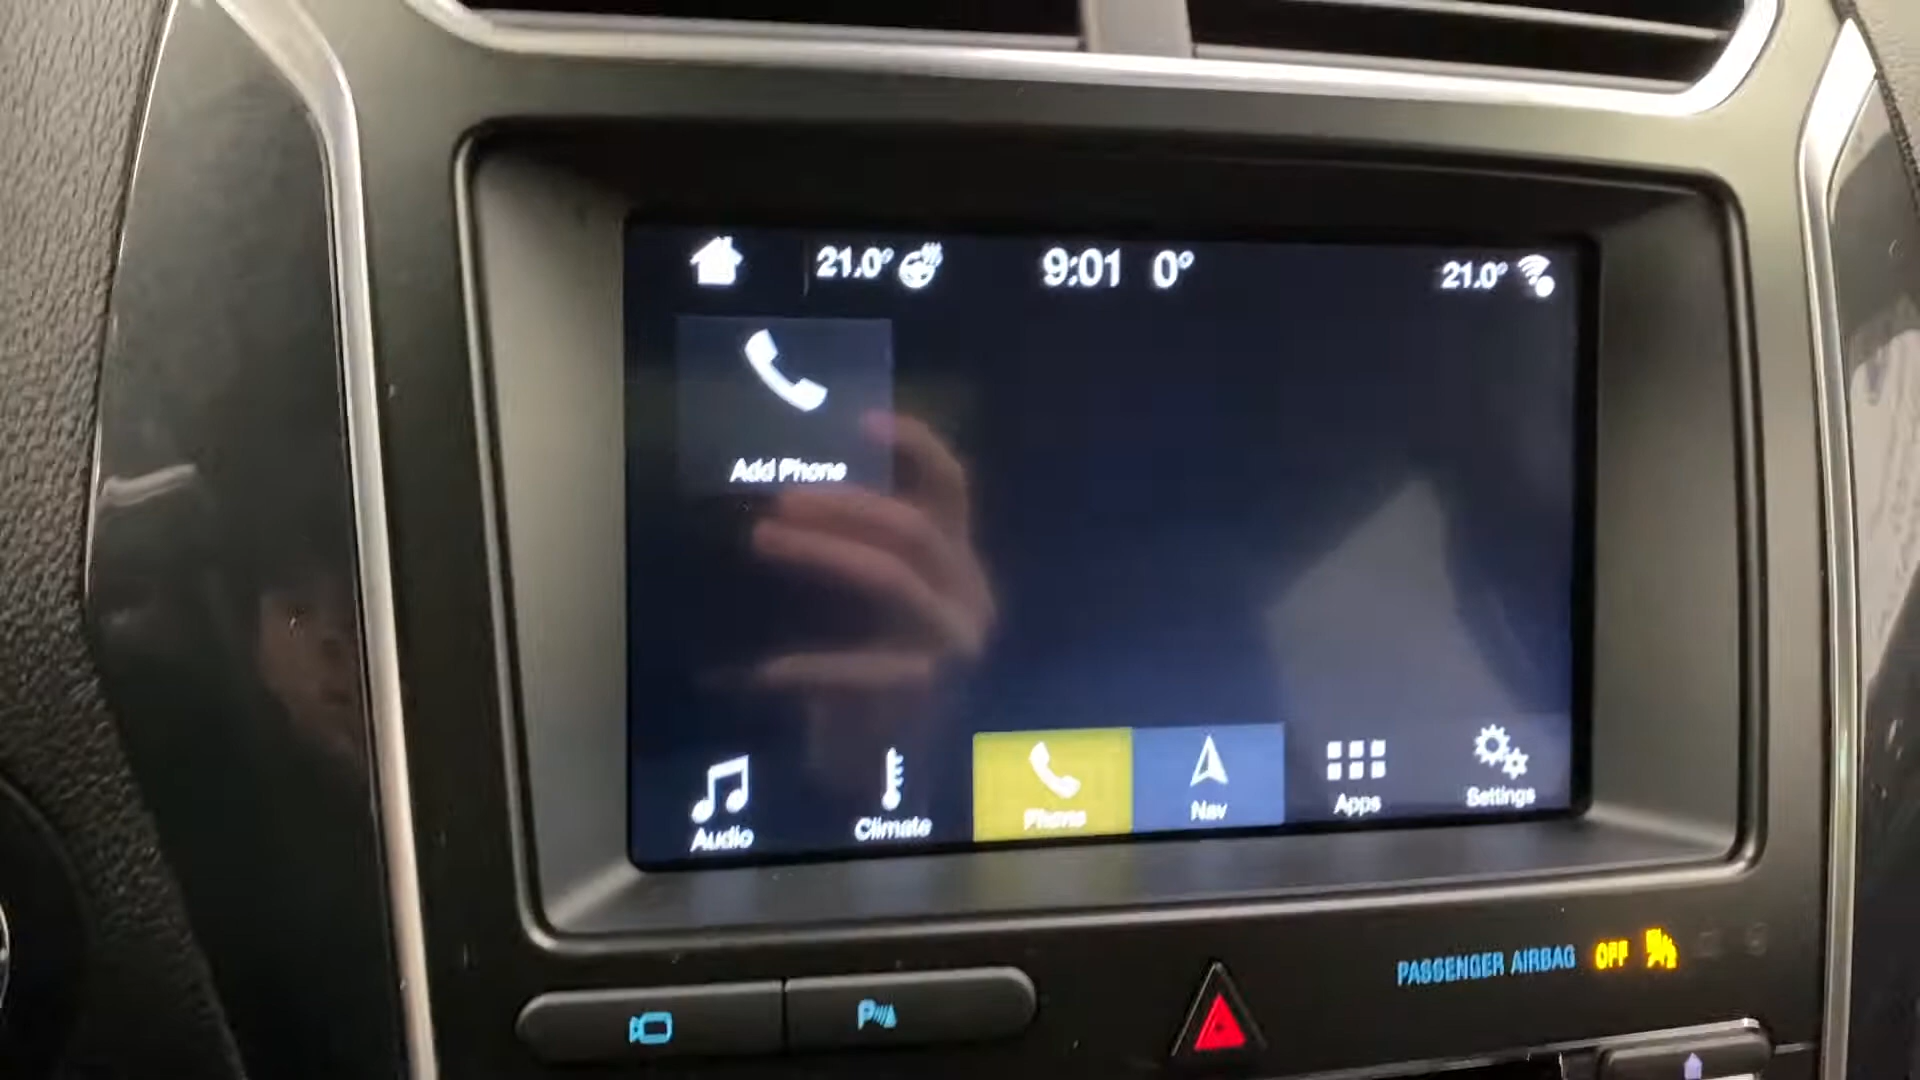 21.0° 9:01 0° 21.0°
Add Phone
Audio Climate Phone Nav Apps Settings
PASSENGER AIRBAG OFF
P